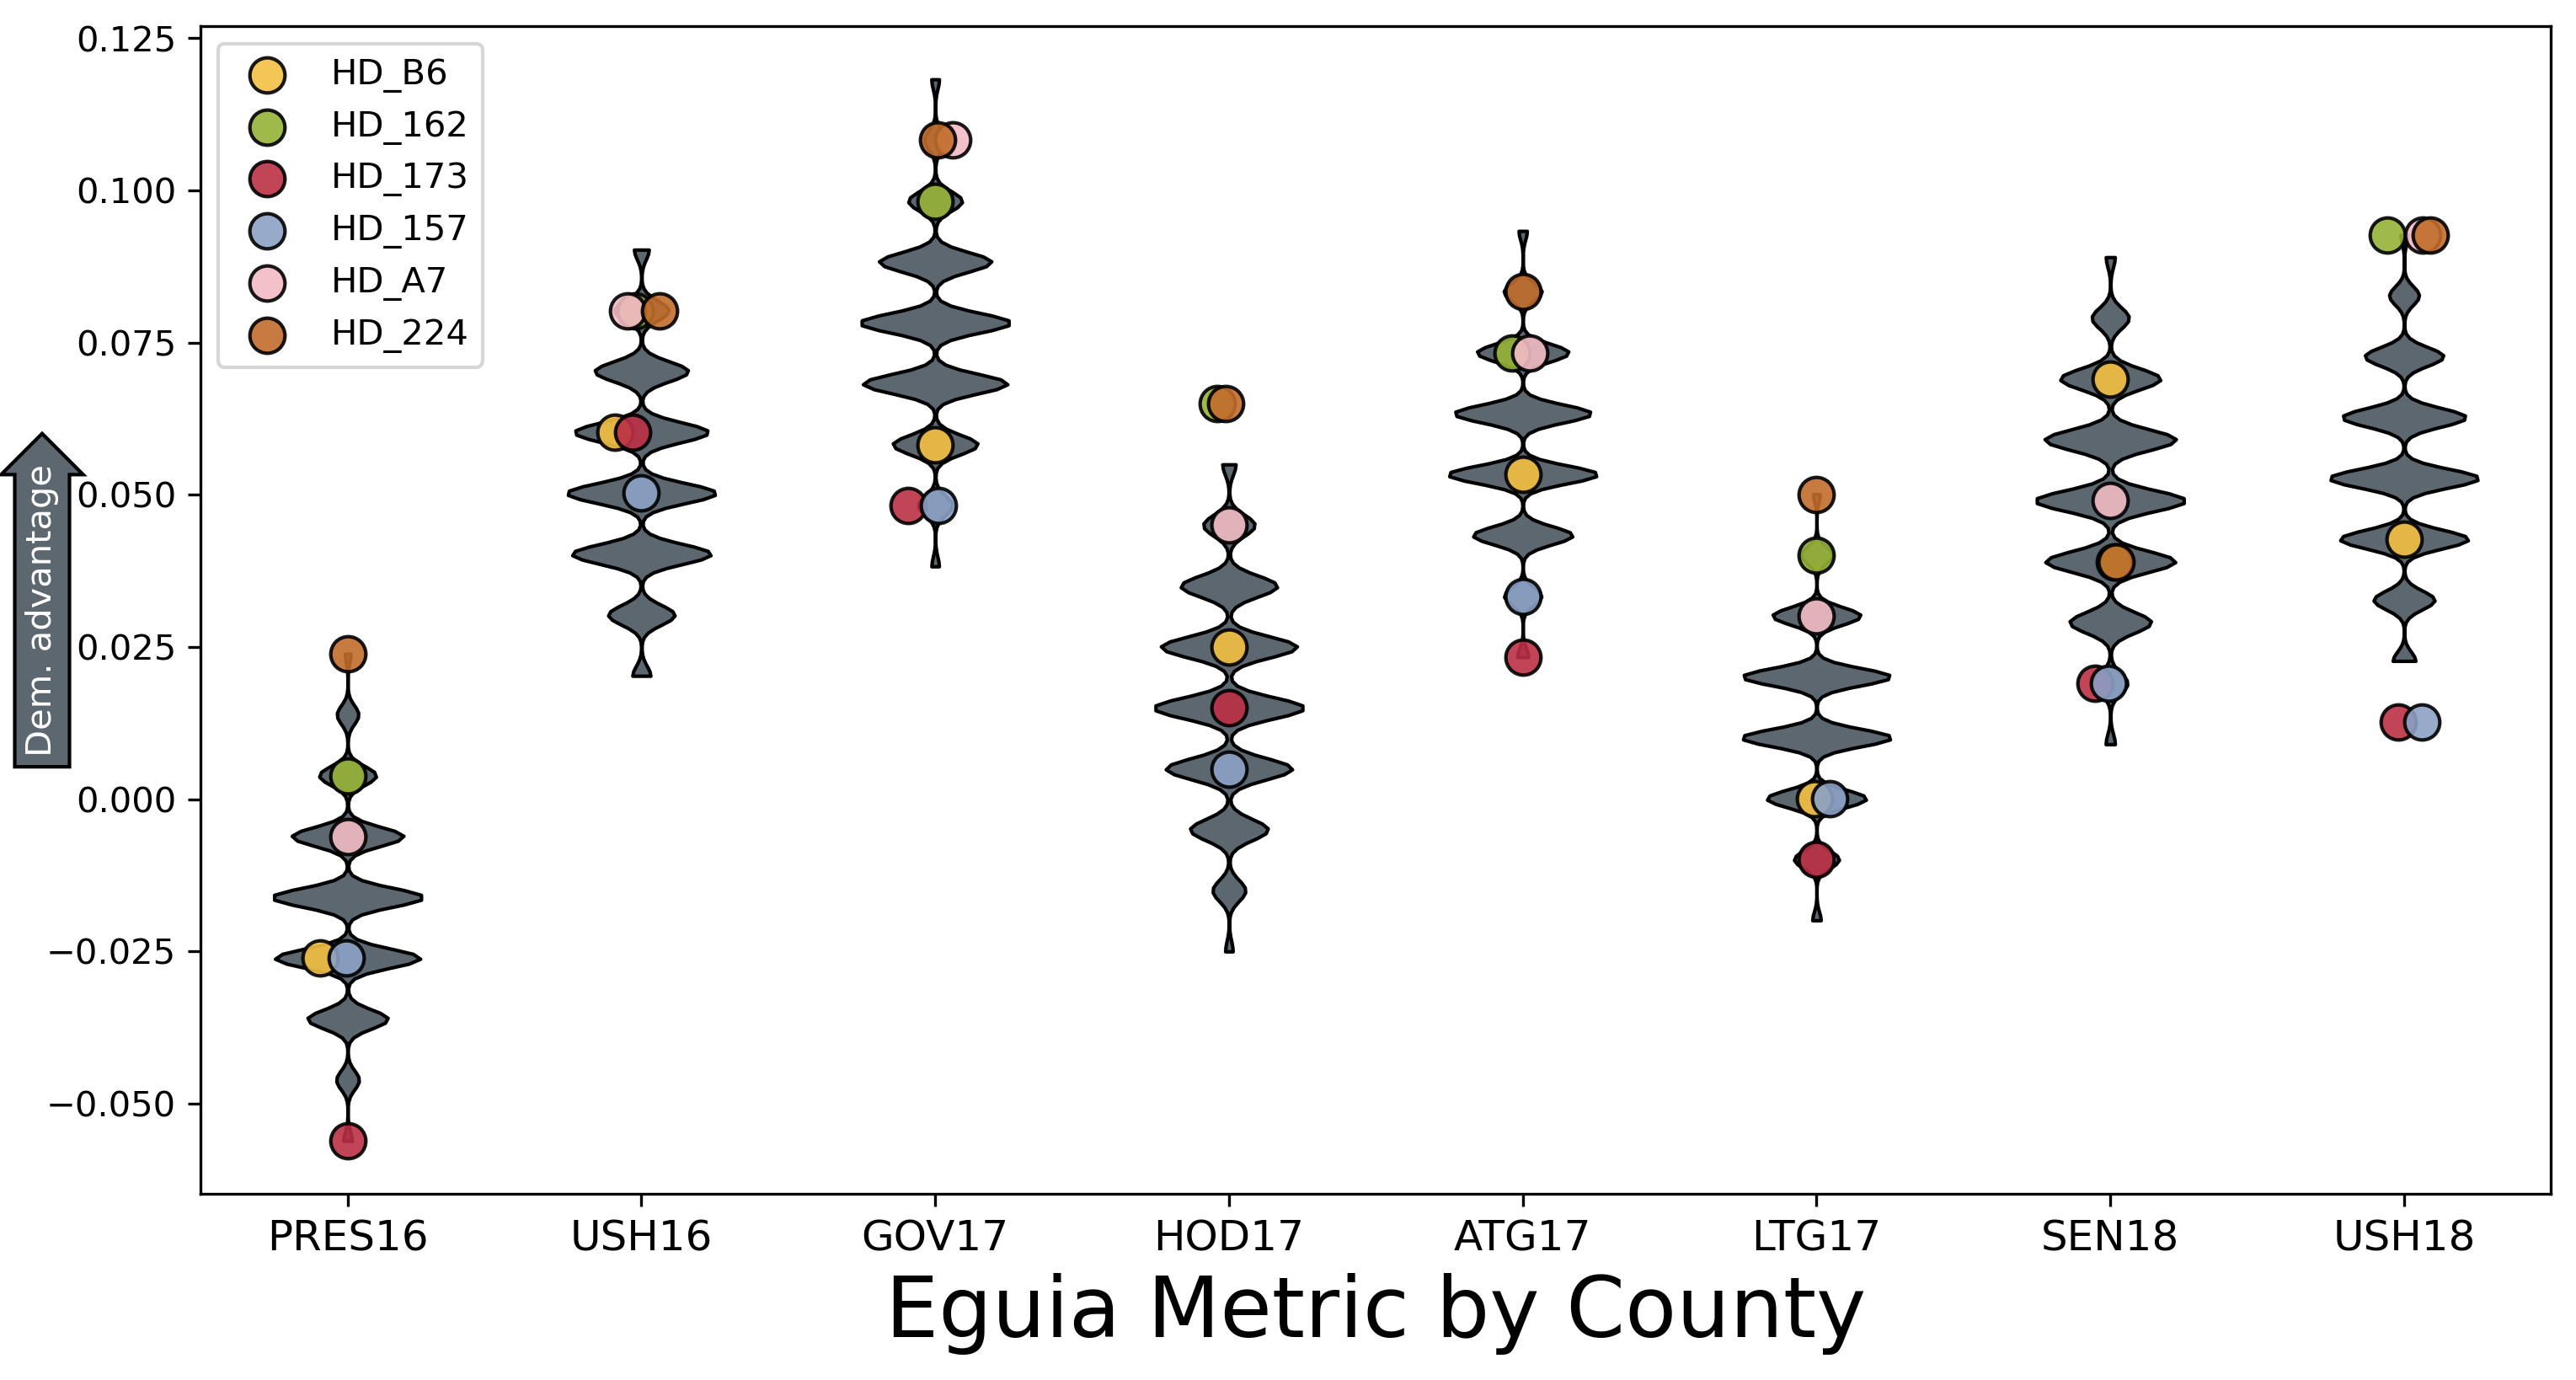 0.125
0.100
0.075
0.050
0.025
0.000
−0.025
−0.050
Dem. advantage
HD_B6
HD_162
HD_173
HD_157
HD_A7
HD_224
PRES16 USH16 GOV17 HOD17 ATG17 LTG17 SEN18 USH18
Eguia Metric by County